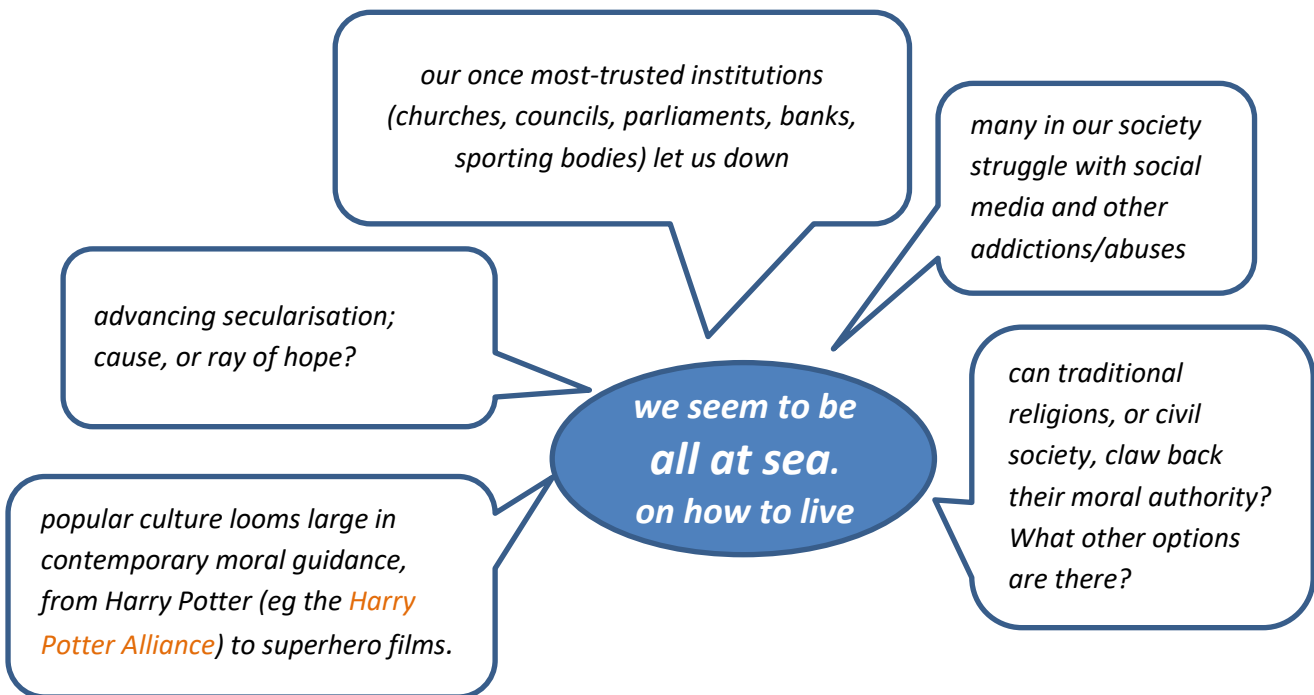 our once most-trusted institutions
(churches, councils, parliaments, banks,
sporting bodies) let us down
many in our society
struggle with social
media and other
addictions/abuses
advancing secularisation;
cause, or ray of hope?
we seem to be
all at sea.
on how to live
can traditional
religions, or civil
society, claw back
their moral authority?
What other options
are there?
popular culture looms large in
contemporary moral guidance,
from Harry Potter (eg the Harry
Potter Alliance) to superhero films.